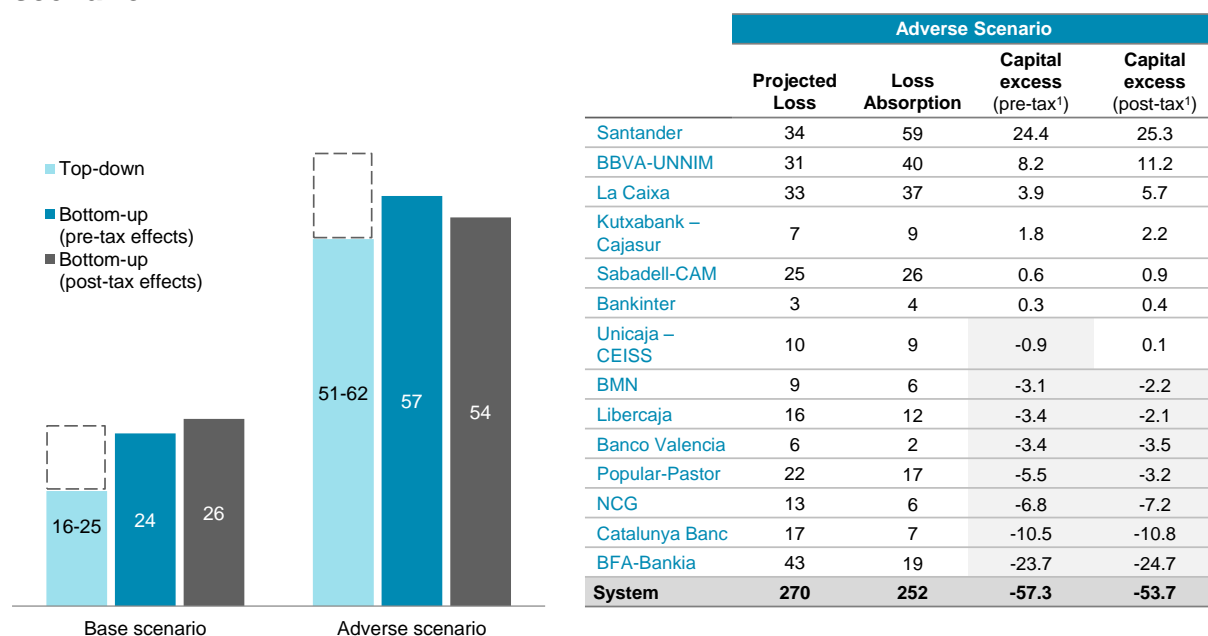 Top-down
Bottom-up
(pre-tax effects)
Bottom-up
(post-tax effects)
16-25
24
26
51-62
57
54
Base scenario
Adverse scenario
Adverse Scenario
Projected Loss
Loss Absorption
Capital excess (pre-tax¹)
Capital excess (post-tax¹)
Santander 34 59 24.4 25.3
BBVA-UNNIM 31 40 8.2 11.2
La Caixa 33 37 3.9 5.7
Kutxabank –
Cajasur 7 9 1.8 2.2
Sabadell-CAM 25 26 0.6 0.9
Bankinter 3 4 0.3 0.4
Unicaja –
CEISS 10 9 -0.9 0.1
BMN 9 6 -3.1 -2.2
Libercaja 16 12 -3.4 -2.1
Banco Valencia 6 2 -3.4 -3.5
Popular-Pastor 22 17 -5.5 -3.2
NCG 13 6 -6.8 -7.2
Catalunya Banc 17 7 -10.5 -10.8
BFA-Bankia 43 19 -23.7 -24.7
System 270 252 -57.3 -53.7